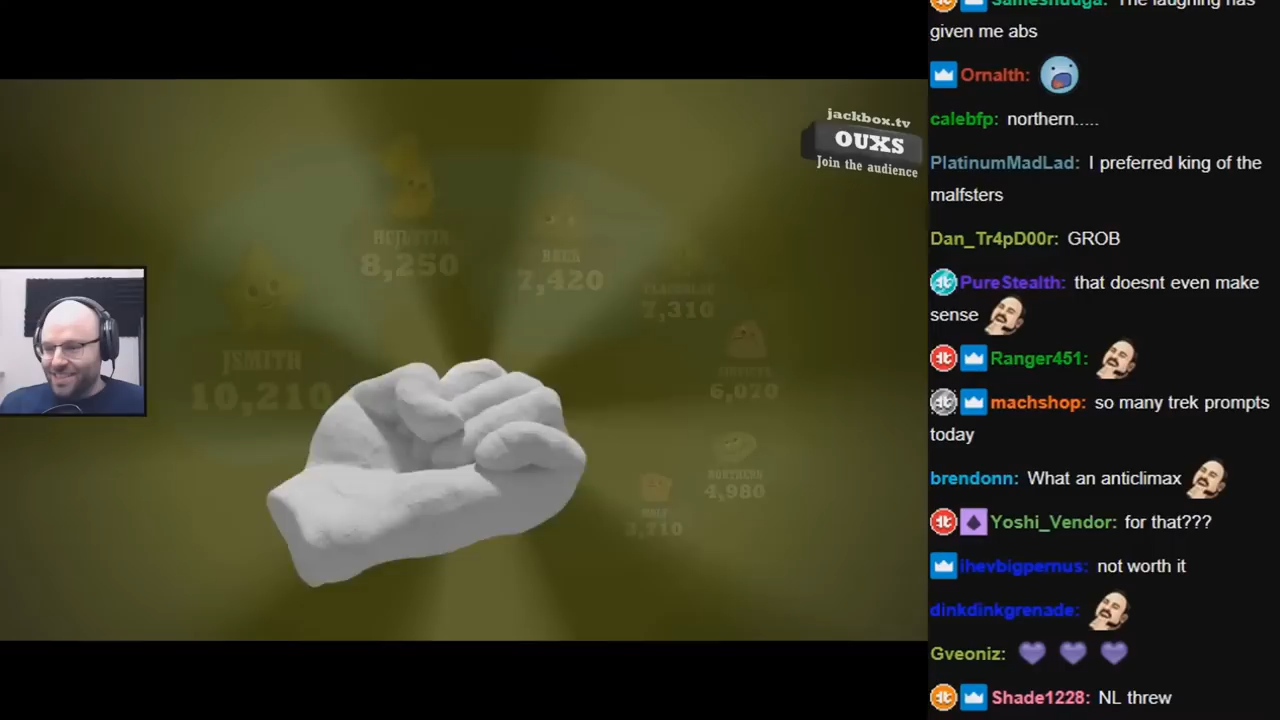 jackbox.tv
OUXS
Join the audience
8,250
BEER
7,420
7,310
JSMITH
10,210
6,070
NORTHERN
4,980
3,710
given me abs
Ornalth:
calebfp: northern.....
PlatinumMadLad: I preferred king of the
malfsters
Dan_Tr4pD00r: GROB
PureStealth: that doesnt even make
sense
Ranger451:
machshop: so many trek prompts
today
brendonn: What an anticlimax
Yoshi_Vendor: for that???
ihevbigpernus: not worth it
dinkdinkgrenade:
Gveoniz:
Shade1228: NL threw